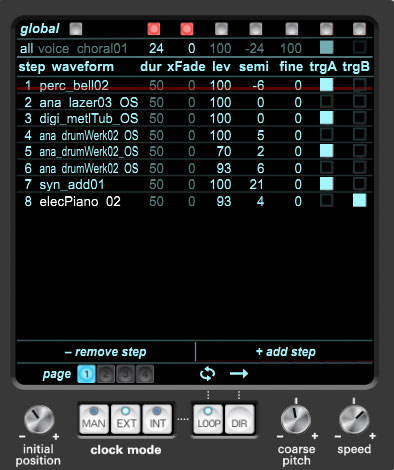 global
all voice choral01 24 0 100 -24 100
step waveform dur xFade lev semi fine trgA trgB
1 perc_bell02 50 0 100 -6 0
2 ana_lazer03_OS 50 0 100 0 0
3 digi_metlTub_OS 50 0 100 0 0
4 ana_drumWerk02_OS 50 0 100 5 0
5 ana_drumWerk02_OS 50 0 70 2 0
6 ana_drumWerk02_OS 50 0 93 6 0
7 syn_add01 50 0 100 21 0
8 elecPiano_02 50 0 93 4 0
– remove step + add step
page 1 2 3 4
MAN EXT INT LOOP DIR
– + – + – +
initial position clock mode coarse pitch speed